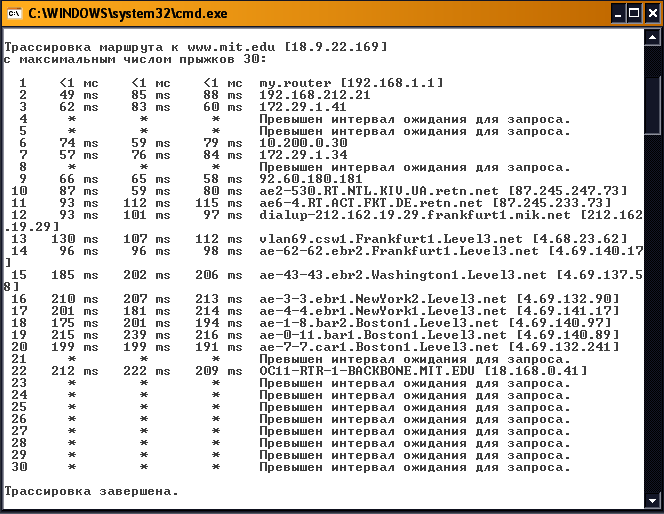 C:\WINDOWS\system32\cmd.exe
Трассировка маршрута к www.mit.edu [18.9.22.169]
с максимальным числом прыжков 30:
1 <1 мс <1 мс <1 мс my.router [192.168.1.1]
2 49 ms 85 ms 88 ms 192.168.212.21
3 62 ms 83 ms 60 ms 172.29.1.41
4 * * * Превышен интервал ожидания для запроса.
5 * * * Превышен интервал ожидания для запроса.
6 74 ms 59 ms 79 ms 10.200.0.30
7 57 ms 76 ms 84 ms 172.29.1.34
8 * * * Превышен интервал ожидания для запроса.
9 66 ms 65 ms 58 ms 92.60.180.181
10 87 ms 59 ms 80 ms ae2-530.RT.NTL.KIV.UA.retn.net [87.245.247.73]
11 93 ms 112 ms 115 ms ae6-4.RT.ACT.FKT.DE.retn.net [87.245.233.73]
12 93 ms 101 ms 97 ms dialup-212.162.19.29.frankfurt1.mik.net [212.162
.19.29]
13 130 ms 107 ms 112 ms vlan69.csw1.Frankfurt1.Level3.net [4.68.23.62]
14 96 ms 96 ms 98 ms ae-62-62.ebr2.Frankfurt1.Level3.net [4.69.140.17
]
15 185 ms 202 ms 206 ms ae-43-43.ebr2.Washington1.Level3.net [4.69.137.5
8]
16 210 ms 207 ms 213 ms ae-3-3.ebr1.NewYork2.Level3.net [4.69.132.90]
17 201 ms 181 ms 214 ms ae-4-4.ebr1.NewYork1.Level3.net [4.69.141.17]
18 175 ms 201 ms 194 ms ae-1-8.bar2.Boston1.Level3.net [4.69.140.97]
19 215 ms 239 ms 216 ms ae-0-11.bar1.Boston1.Level3.net [4.69.140.89]
20 199 ms 199 ms 191 ms ae-7-7.car1.Boston1.Level3.net [4.69.132.241]
21 * * * Превышен интервал ожидания для запроса.
22 212 ms 222 ms 209 ms OC11-RTR-1-BACKBONE.MIT.EDU [18.168.0.41]
23 * * * Превышен интервал ожидания для запроса.
24 * * * Превышен интервал ожидания для запроса.
25 * * * Превышен интервал ожидания для запроса.
26 * * * Превышен интервал ожидания для запроса.
27 * * * Превышен интервал ожидания для запроса.
28 * * * Превышен интервал ожидания для запроса.
29 * * * Превышен интервал ожидания для запроса.
30 * * * Превышен интервал ожидания для запроса.
Трассировка завершена.